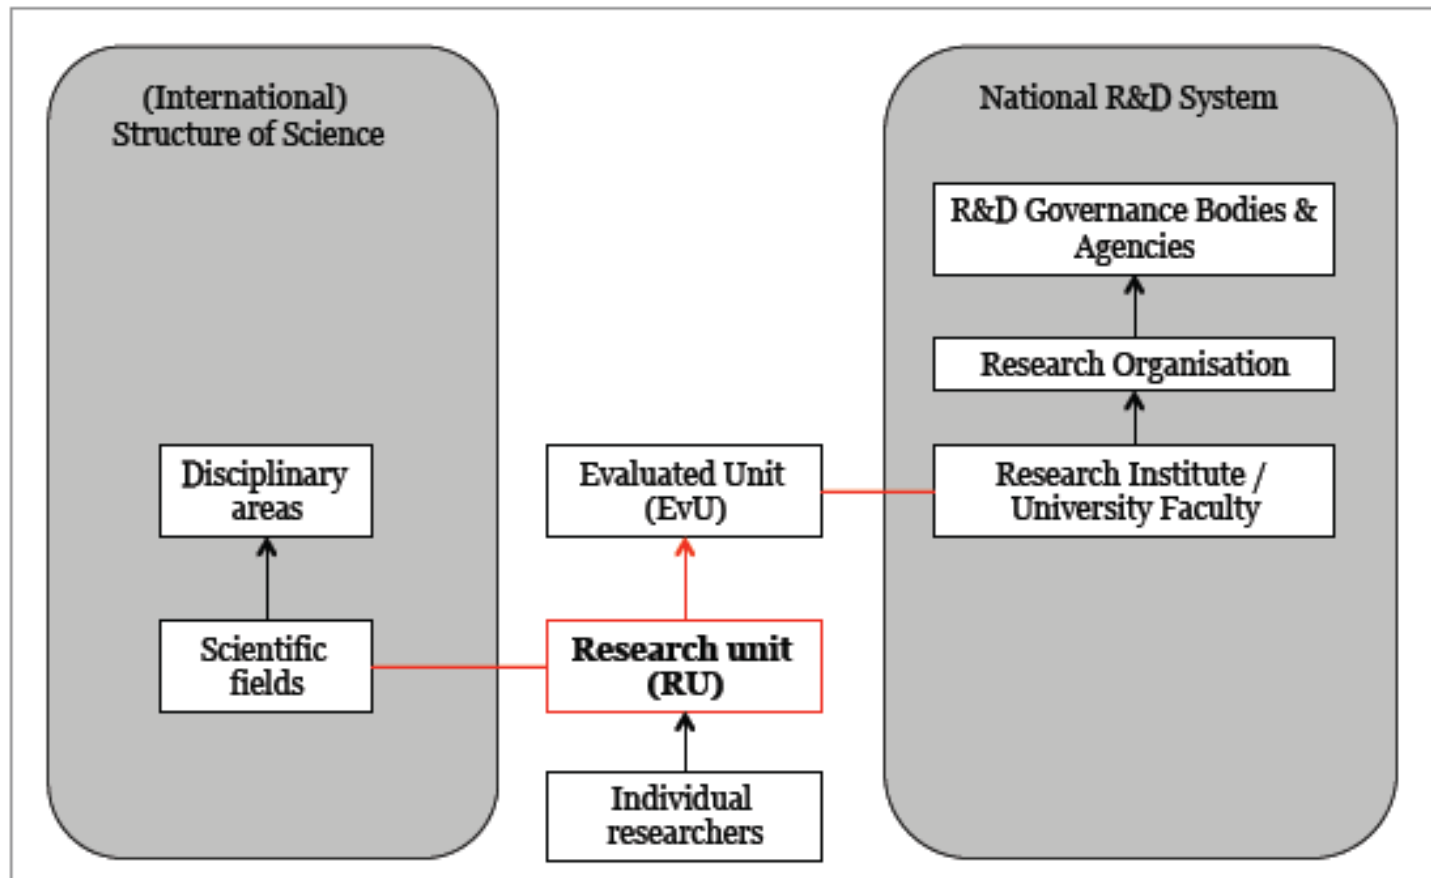 (International)
Structure of Science
National R&D System
R&D Governance Bodies &
Agencies
Research Organisation
Disciplinary
areas
Evaluated Unit
(EvU)
Research Institute /
University Faculty
Scientific
fields
Research unit
(RU)
Individual
researchers